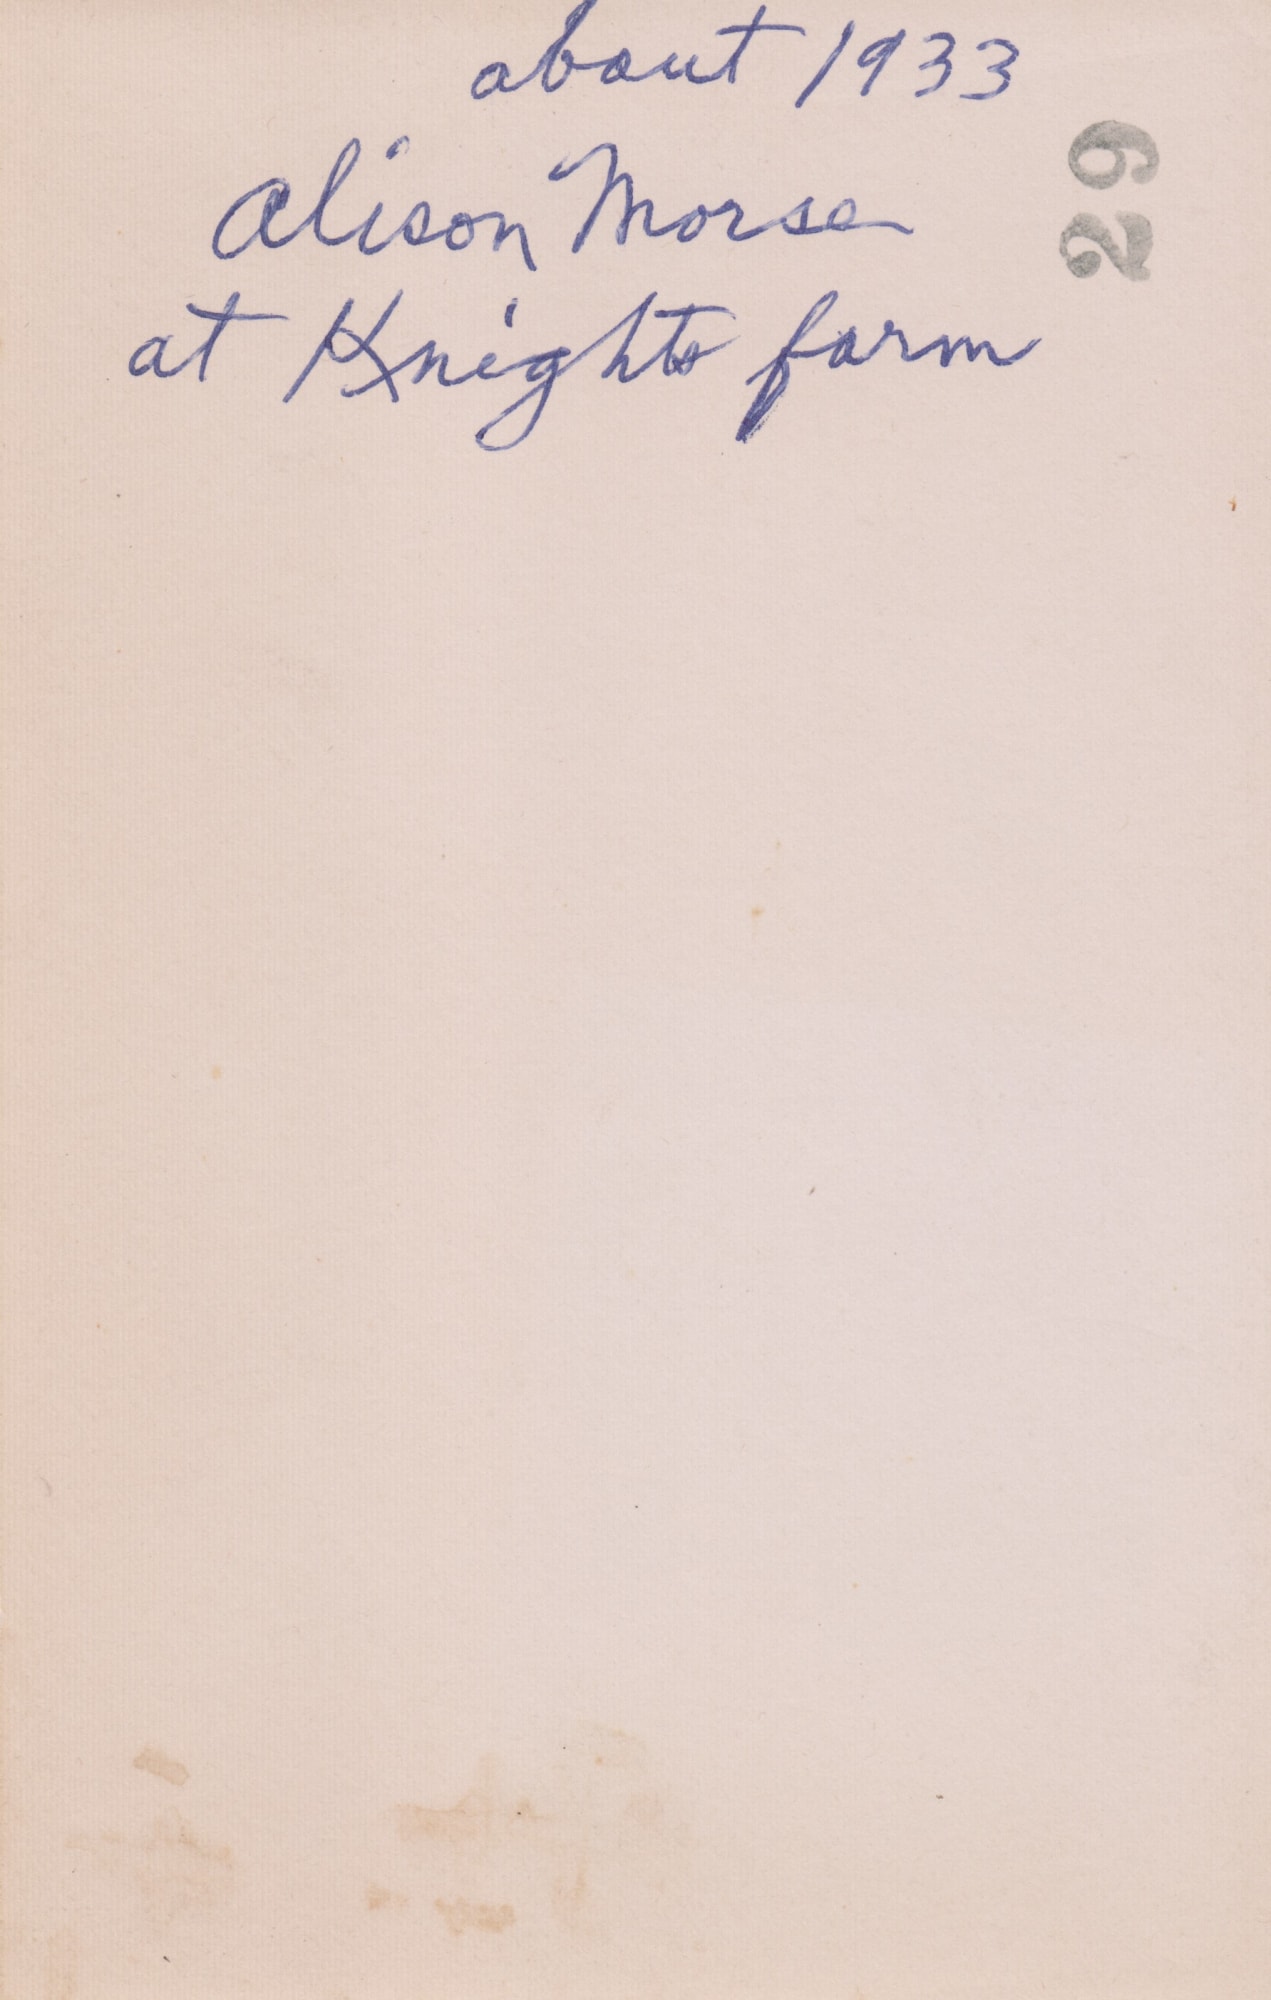 about 1933
Alison Morse
at Knights farm
29